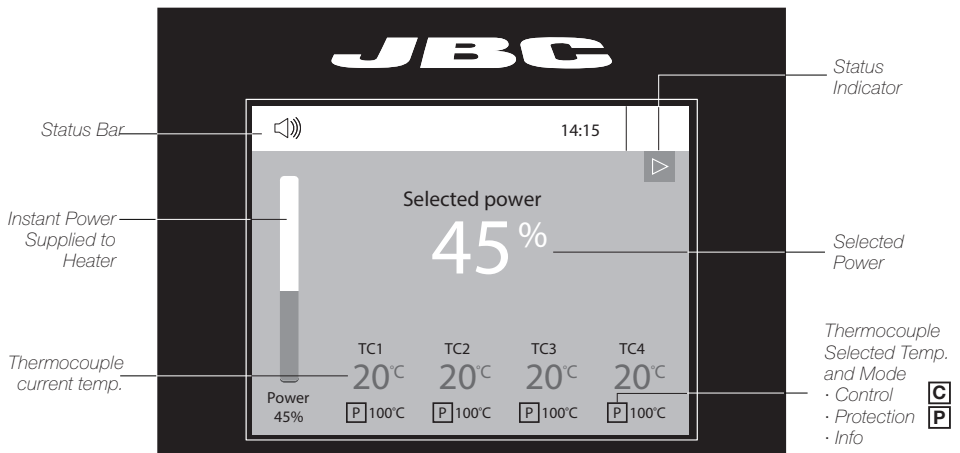 JBC
Status Bar
14:15
Status
Indicator
Instant Power
Supplied to
Heater
Selected power
45 %
Selected
Power
Thermocouple
current temp.
TC1 TC2 TC3 TC4
20°C 20°C 20°C 20°C
Power
45%
P 100°C P 100°C P 100°C P 100°C
Thermocouple
Selected Temp.
and Mode
· Control C
· Protection P
· Info